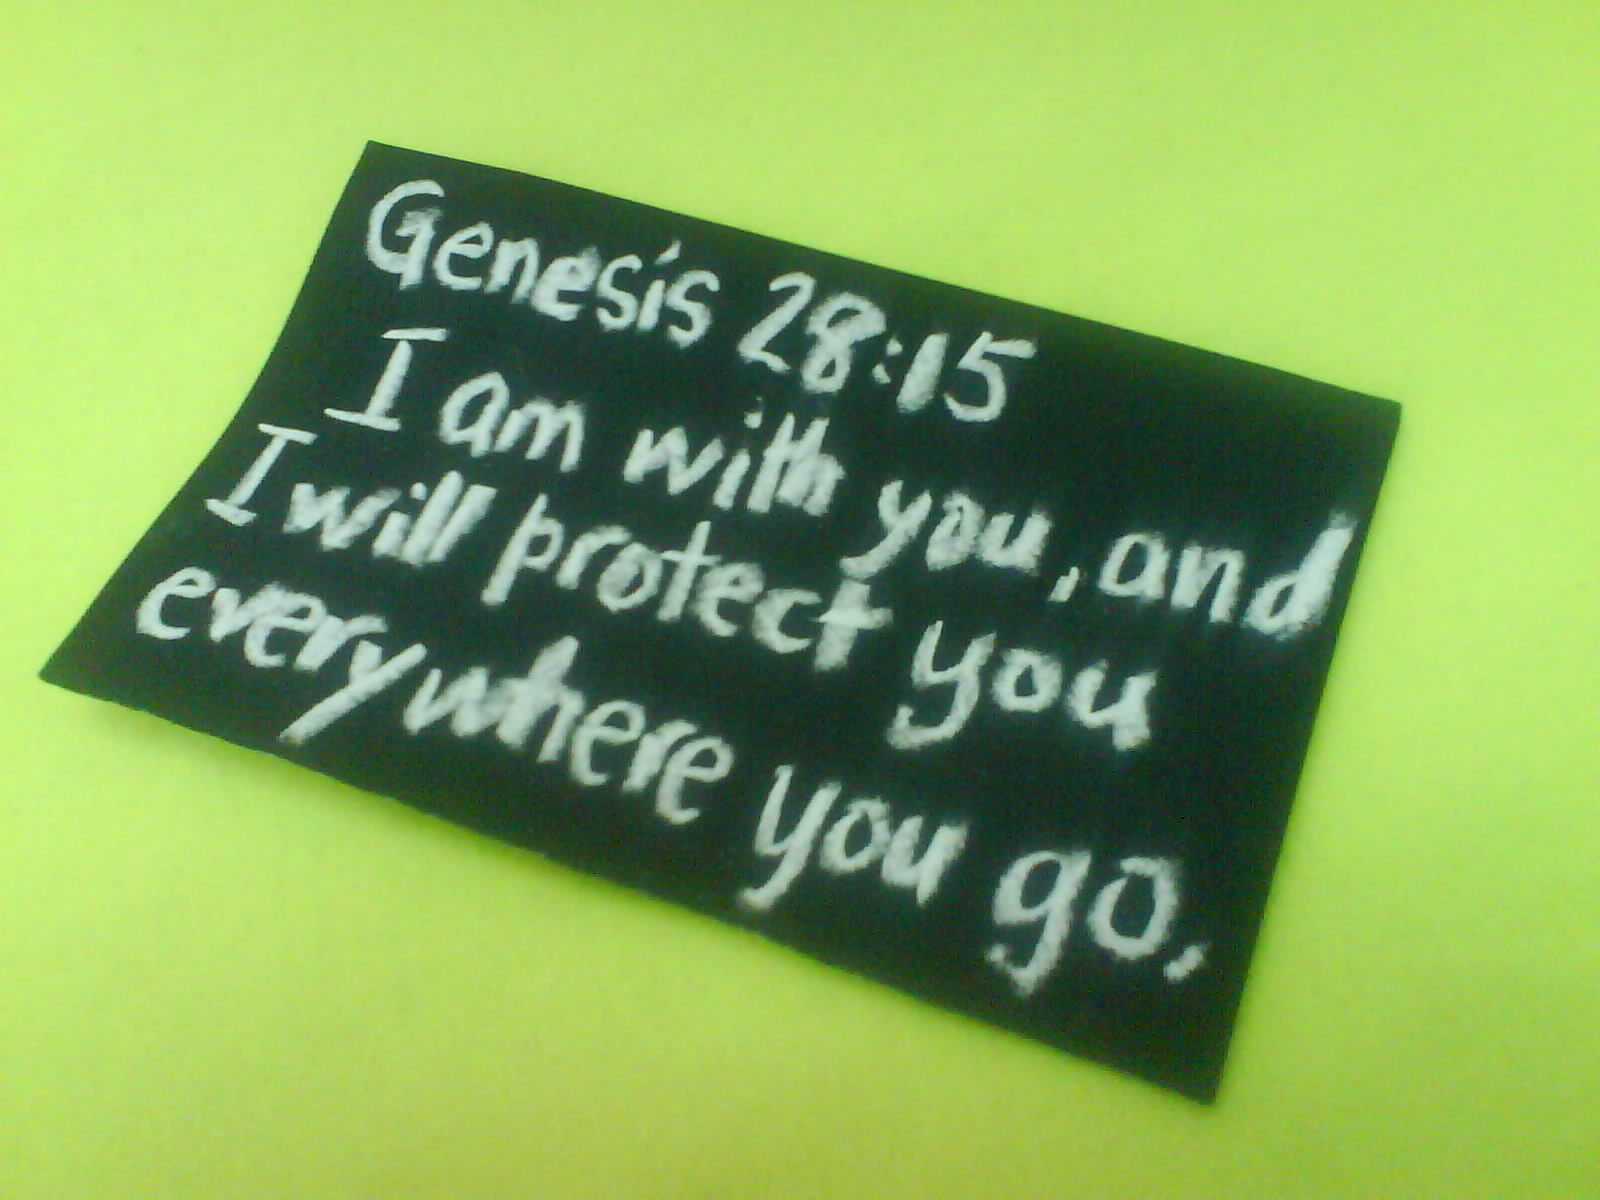 Genesis 28:15
I am with you, and
I will protect you
everywhere you go.